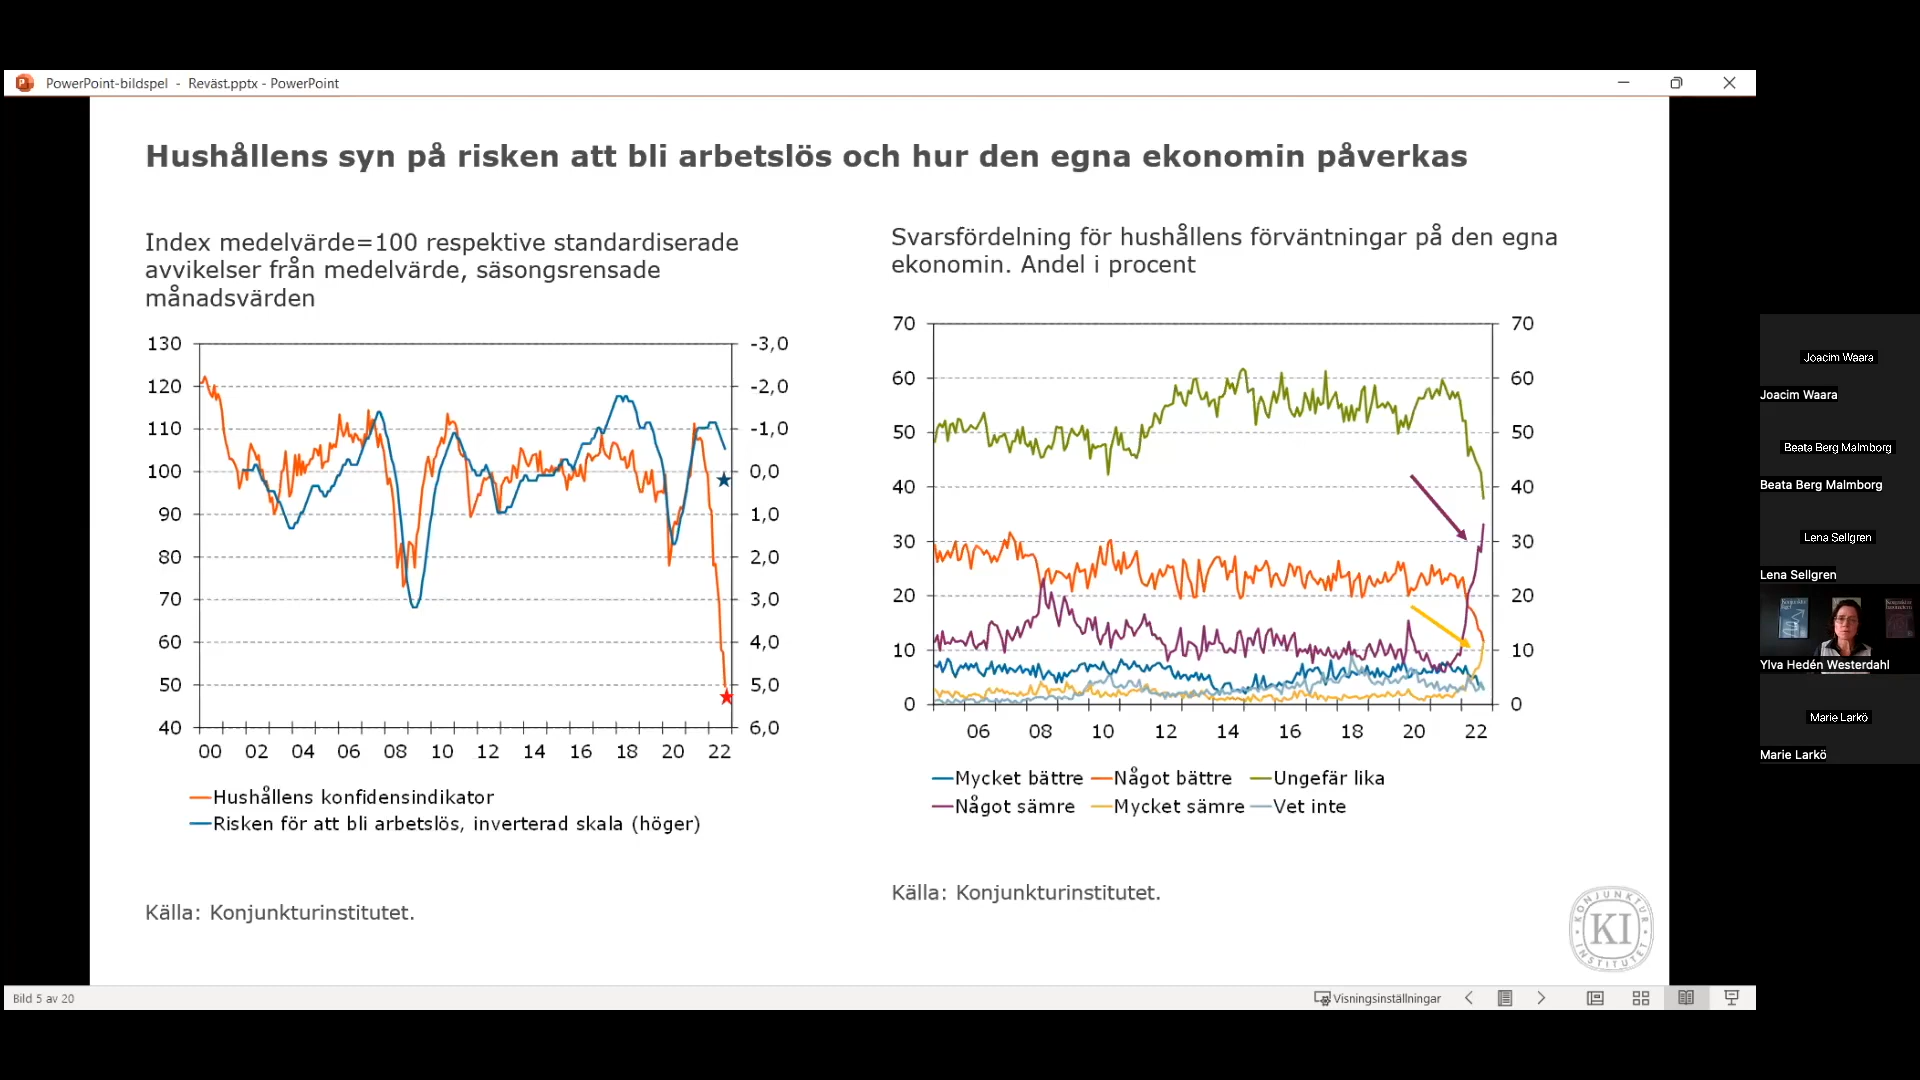 PowerPoint-bildspel - Reväst.pptx - PowerPoint
Hushållens syn på risken att bli arbetslös och hur den egna ekonomin påverkas
Index medelvärde=100 respektive standardiserade
avvikelser från medelvärde, säsongsrensade
månadsvärden
130
120
110
100
90
80
70
60
50
40
-3,0
-2,0
-1,0
0,0
1,0
2,0
3,0
4,0
5,0
6,0
00 02 04 06 08 10 12 14 16 18 20 22
Hushållens konfidensindikator
Risken för att bli arbetslös, inverterad skala (höger)
Källa: Konjunkturinstitutet.
Svarsfördelning för hushållens förväntningar på den egna
ekonomin. Andel i procent
70
60
50
40
30
20
10
0
70
60
50
40
30
20
10
0
06 08 10 12 14 16 18 20 22
Mycket bättre Något bättre Ungefär lika
Något sämre Mycket sämre Vet inte
Källa: Konjunkturinstitutet.
KONJUNKTUR
KI
INSTITUTET
Joacim Waara
Joacim Waara
Beata Berg Malmborg
Beata Berg Malmborg
Lena Sellgren
Lena Sellgren
Ylva Hedén Westerdahl
Marie Larkö
Marie Larkö
Bild 5 av 20
Visningsinställningar